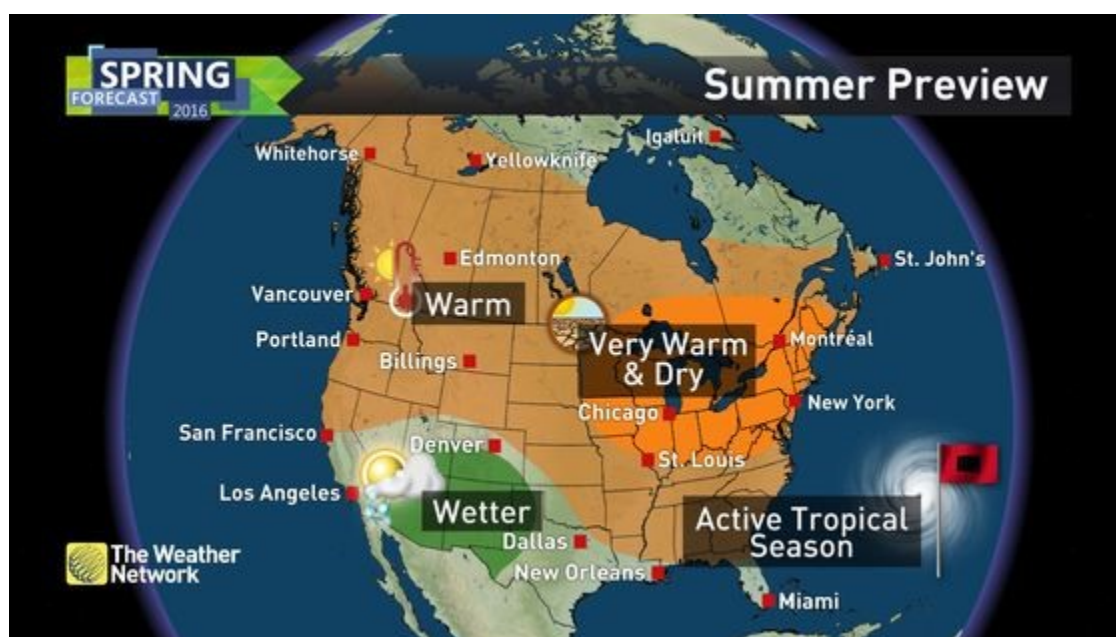 SPRING
FORECAST
2016
Summer Preview
Whitehorse
Yellowknife
Igaluit
Edmonton
St. John's
Vancouver
Warm
Portland
Very Warm
& Dry
Montréal
Billings
Chicago
New York
San Francisco
Denver
St. Louis
Los Angeles
Wetter
Active Tropical
Season
Dallas
The Weather
Network
New Orleans
Miami